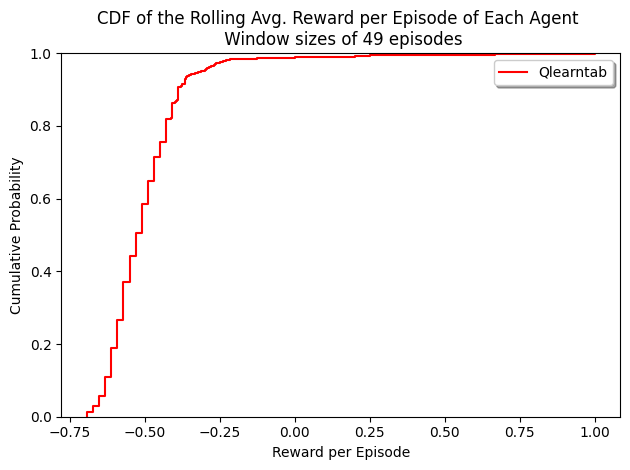 CDF of the Rolling Avg. Reward per Episode of Each Agent
Window sizes of 49 episodes
1.0
Qlearntab
0.8
0.6
Cumulative Probability
0.4
0.2
0.0
−0.75 −0.50 −0.25 0.00 0.25 0.50 0.75 1.00
Reward per Episode